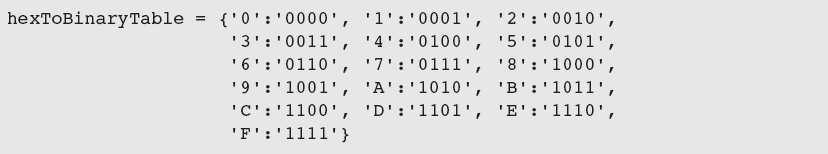 hexToBinaryTable = {'0':'0000', '1':'0001', '2':'0010',
'3':'0011', '4':'0100', '5':'0101',
'6':'0110', '7':'0111', '8':'1000',
'9':'1001', 'A':'1010', 'B':'1011',
'C':'1100', 'D':'1101', 'E':'1110',
'F':'1111'}